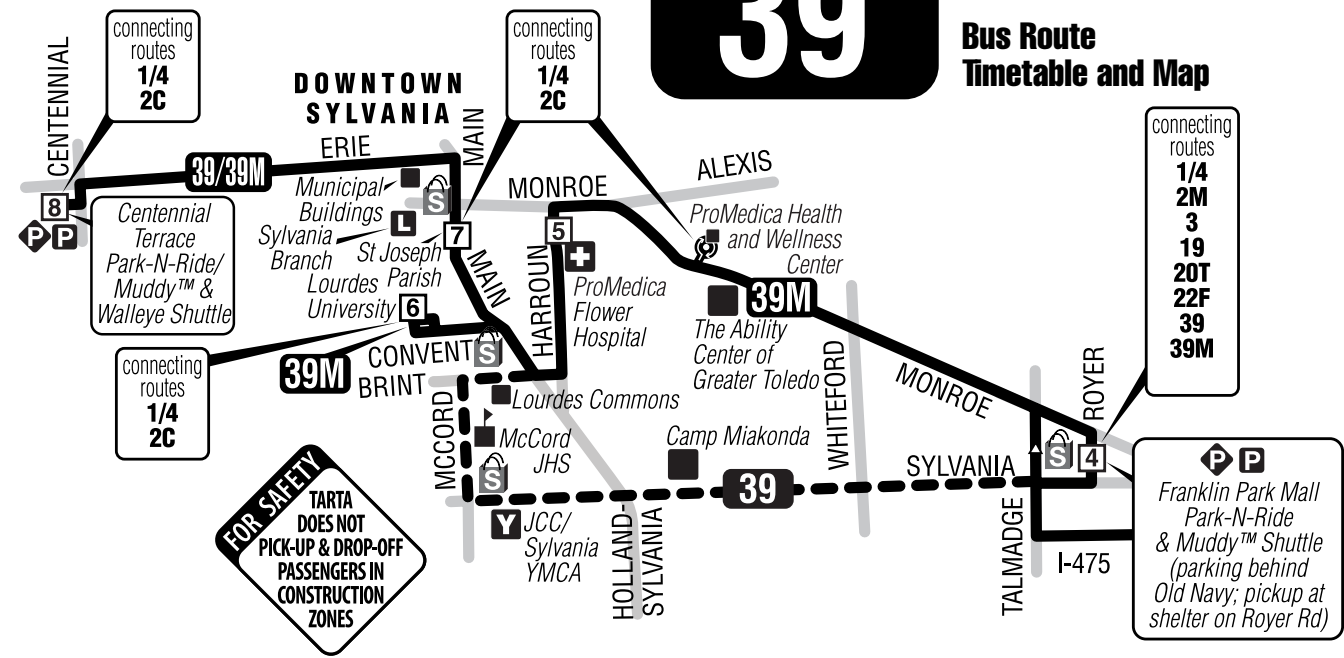 39
Bus Route
Timetable and Map
connecting
routes
1/4
2C
connecting
routes
1/4
2C
connecting
routes
1/4
2M
3
19
20T
22F
39
39M
CENTENNIAL
DOWNTOWN
SYLVANIA
MAIN
ERIE
39/39M
MONROE
ALEXIS
8
P P
Centennial
Terrace
Park-N-Ride/
Muddy™ &
Walleye Shuttle
Municipal
Buildings
S
L
Sylvania
Branch
St Joseph
Parish
7
Lourdes
University
6
MAIN
5
HARROUN
ProMedica
Flower
Hospital
ProMedica Health
and Wellness
Center
39M
The Ability
Center of
Greater Toledo
WHITEFORD
MONROE
ROYER
connecting
routes
1/4
2C
39M
CONVENT
S
BRINT
MCCORD
Lourdes Commons
McCord
JHS
S
Camp Miakonda
39
SYLVANIA
S
4
Y
JCC/
Sylvania
YMCA
HOLLAND-
SYLVANIA
TALMADGE
I-475
P P
Franklin Park Mall
Park-N-Ride
& Muddy™ Shuttle
(parking behind
Old Navy; pickup at
shelter on Royer Rd)
FOR SAFETY
TARTA
DOES NOT
PICK-UP & DROP-OFF
PASSENGERS IN
CONSTRUCTION
ZONES